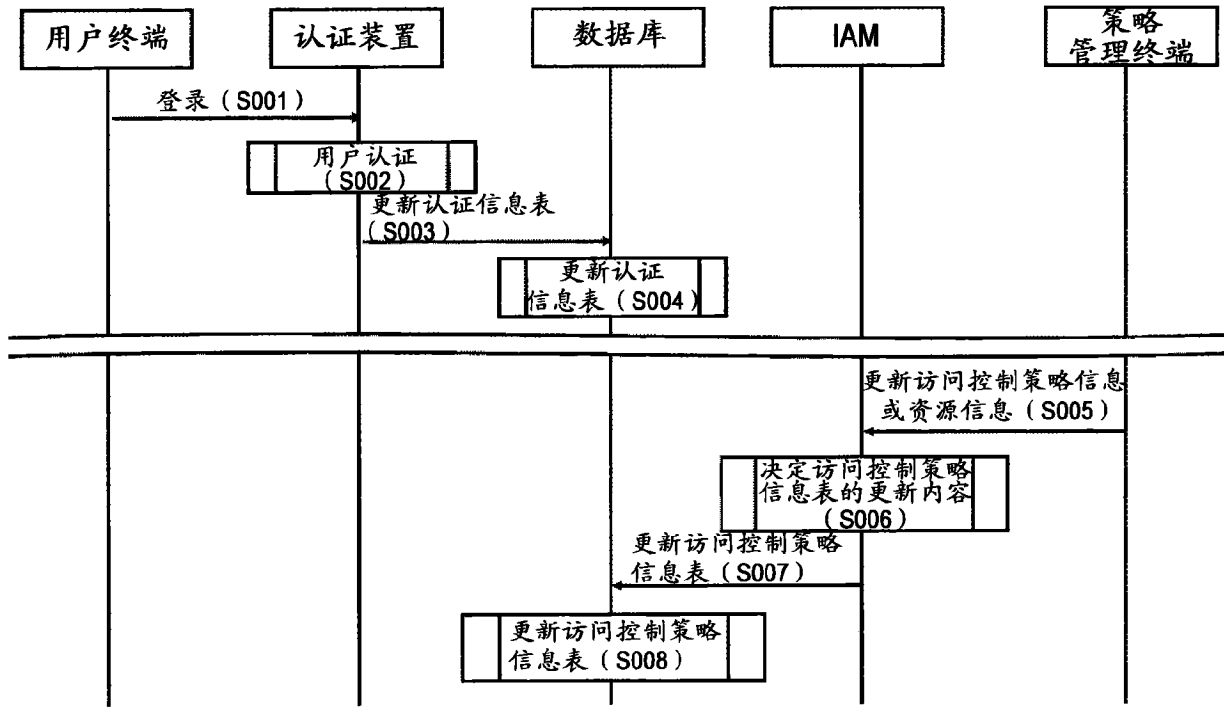 用户终端
认证装置
数据库
IAM
策略
管理终端
登录（S001）
用户认证
（S002）
更新认证信息表
（S003）
更新认证
信息表（S004）
更新访问控制策略信息
或资源信息（S005）
决定访问控制策略
信息表的更新内容
（S006）
更新访问控制策略
信息表（S007）
更新访问控制策略
信息表（S008）